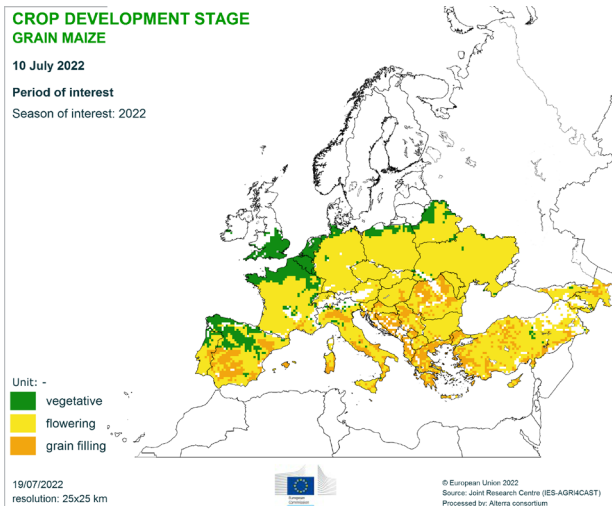 CROP DEVELOPMENT STAGE
GRAIN MAIZE
10 July 2022
Period of interest
Season of interest: 2022
Unit: -
vegetative
flowering
grain filling
19/07/2022
resolution: 25x25 km
European
Commission
© European Union 2022
Source: Joint Research Centre (IES-AGRI4CAST)
Processed by: Alterra consortium